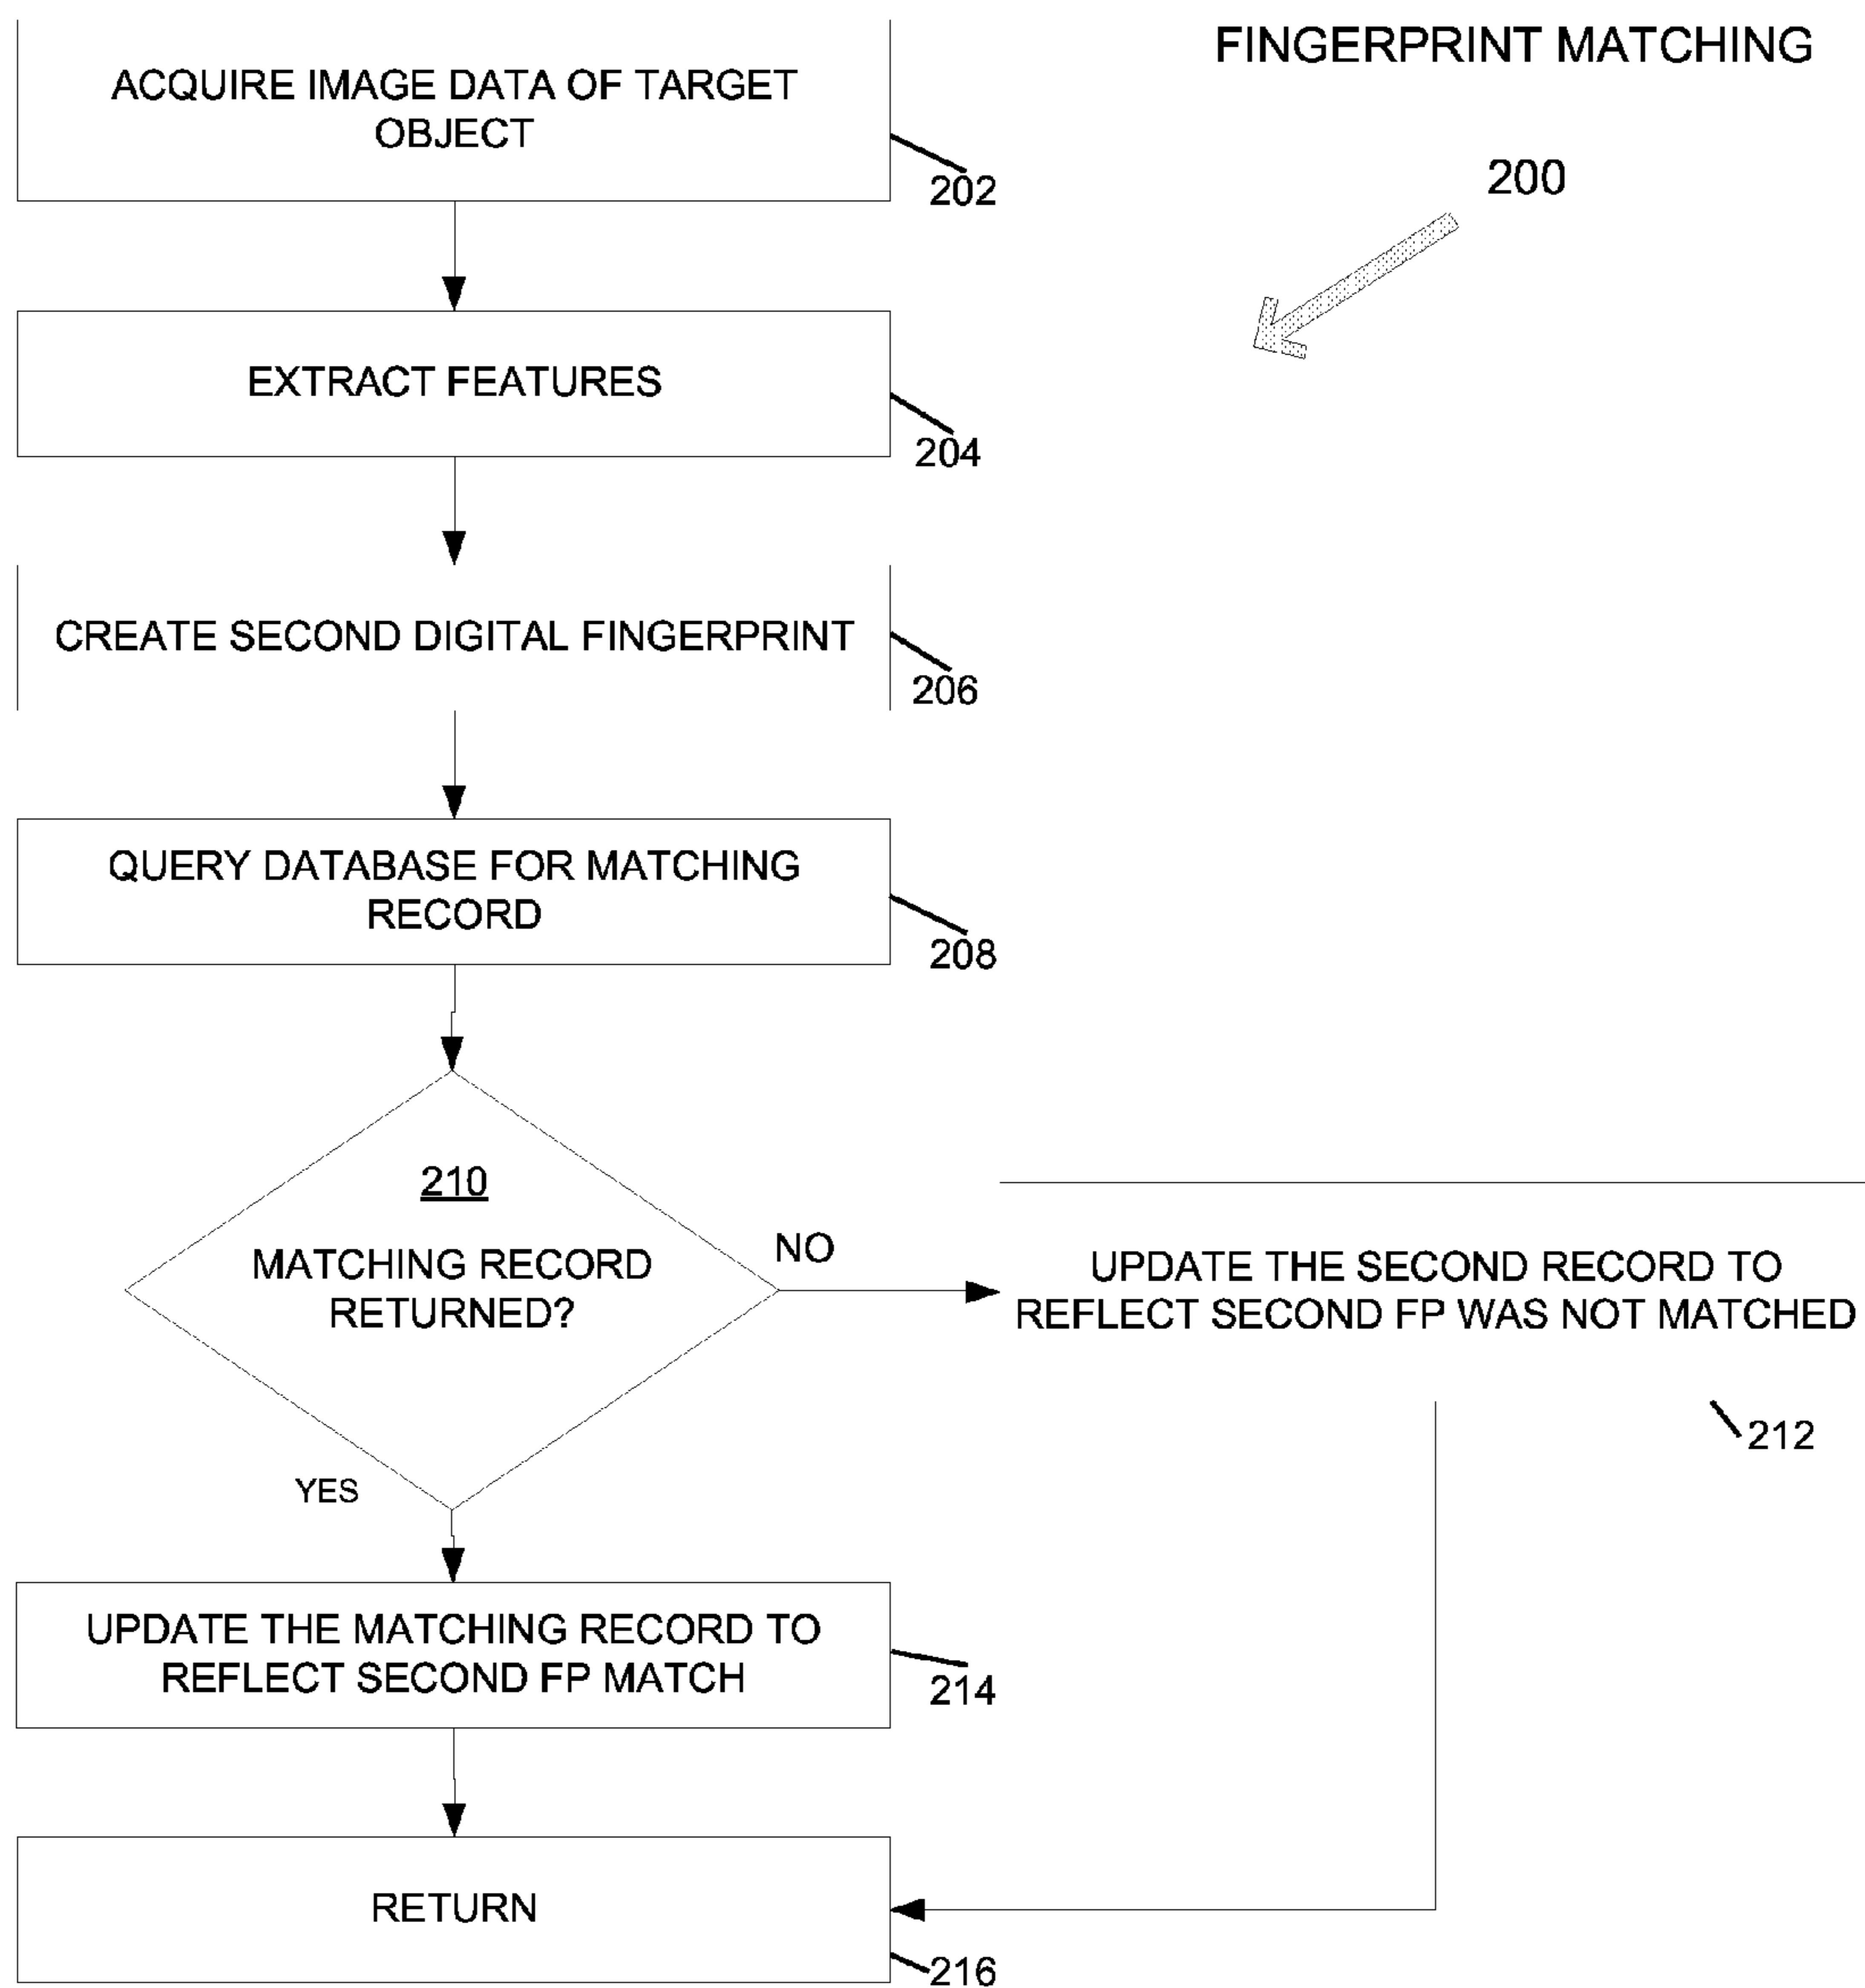 FINGERPRINT MATCHING
200
ACQUIRE IMAGE DATA OF TARGET
OBJECT
202
EXTRACT FEATURES
204
CREATE SECOND DIGITAL FINGERPRINT
206
QUERY DATABASE FOR MATCHING
RECORD
208
210
MATCHING RECORD
RETURNED?
NO
UPDATE THE SECOND RECORD TO
REFLECT SECOND FP WAS NOT MATCHED
212
YES
UPDATE THE MATCHING RECORD TO
REFLECT SECOND FP MATCH
214
RETURN
216